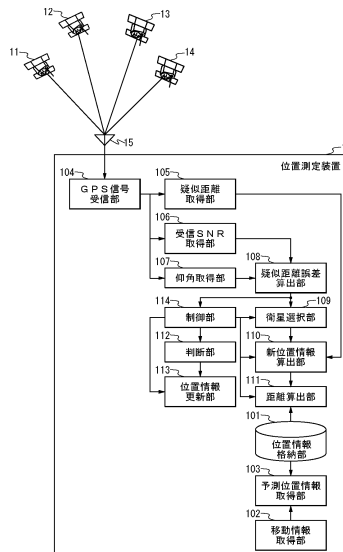 12
13
11
14
15
1
位置測定装置
104
GPS信号
受信部
105
疑似距離
取得部
106
受信SNR
取得部
107
仰角取得部
108
疑似距離誤差
算出部
114
制御部
109
衛星選択部
112
判断部
110
新位置情報
算出部
113
位置情報
更新部
111
距離算出部
101
位置情報
格納部
103
予測位置情報
取得部
102
移動情報
取得部